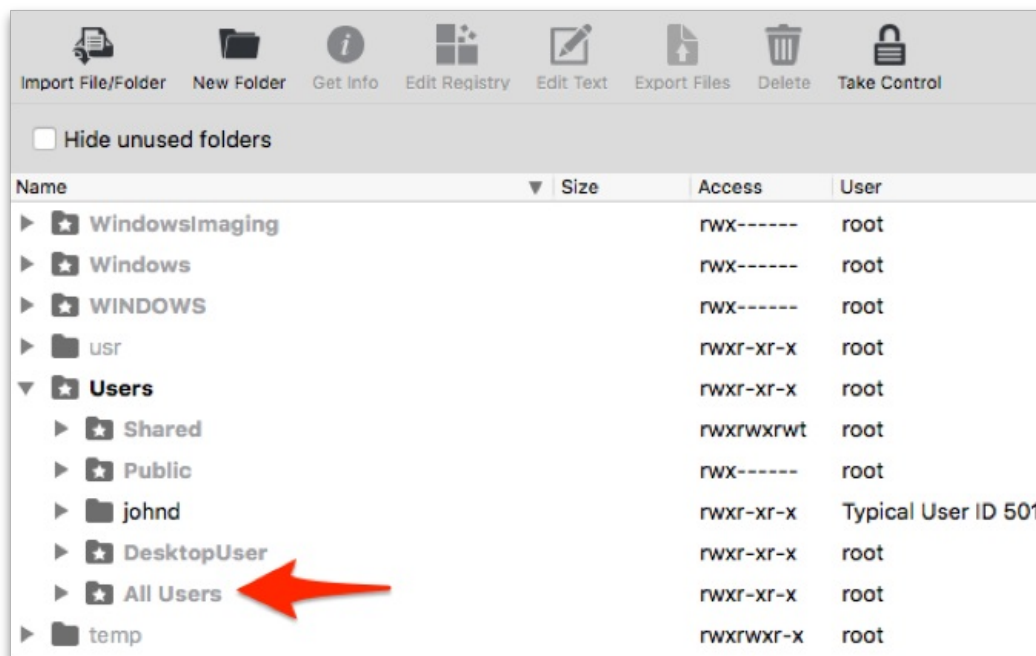 Import File/Folder New Folder Get Info Edit Registry Edit Text Export Files Delete Take Control
Hide unused folders
Name Size Access User
WindowsImaging rwx------ root
Windows rwx------ root
WINDOWS rwx------ root
usr rwxr-xr-x root
Users rwxr-xr-x root
Shared rwxrwxrwt root
Public rwx------ root
johnd rwxr-xr-x Typical User ID 501
DesktopUser rwxr-xr-x root
All Users rwxr-xr-x root
temp rwxrwxr-x root